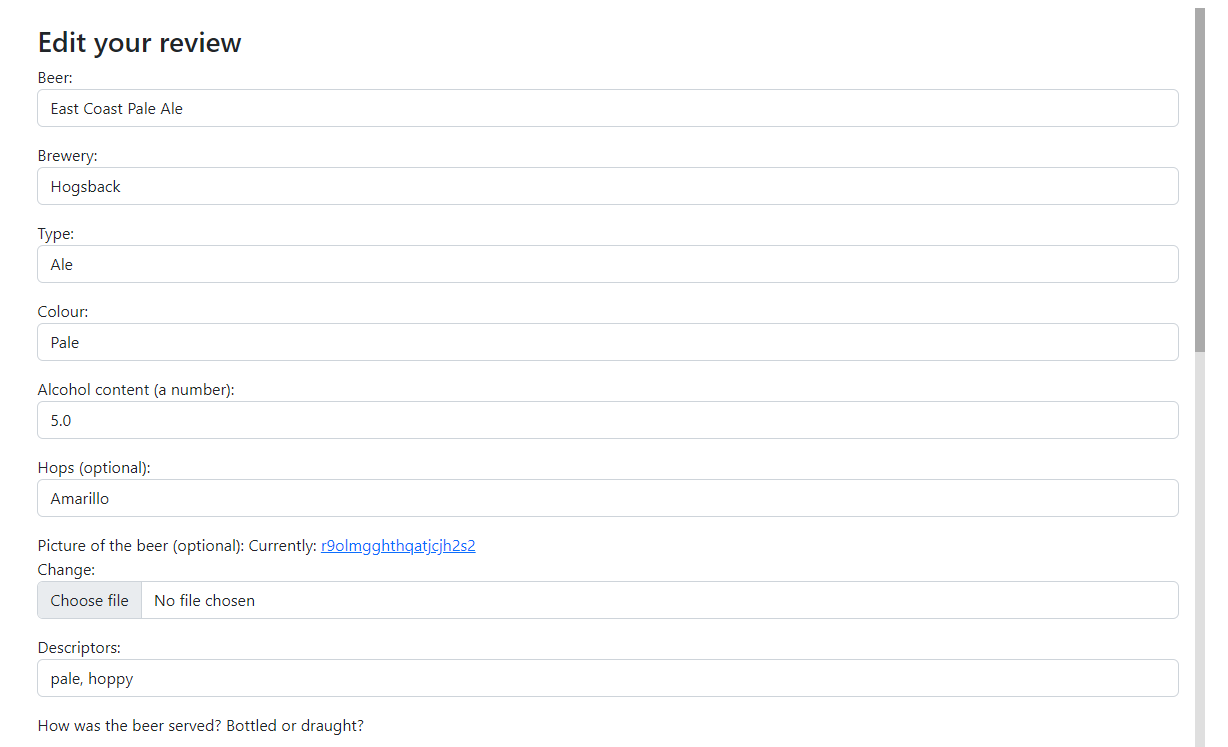 Edit your review
Beer:
East Coast Pale Ale
Brewery:
Hogsback
Type:
Ale
Colour:
Pale
Alcohol content (a number):
5.0
Hops (optional):
Amarillo
Picture of the beer (optional): Currently: r9olmgghthqatjcjh2s2
Change:
Choose file No file chosen
Descriptors:
pale, hoppy
How was the beer served? Bottled or draught?